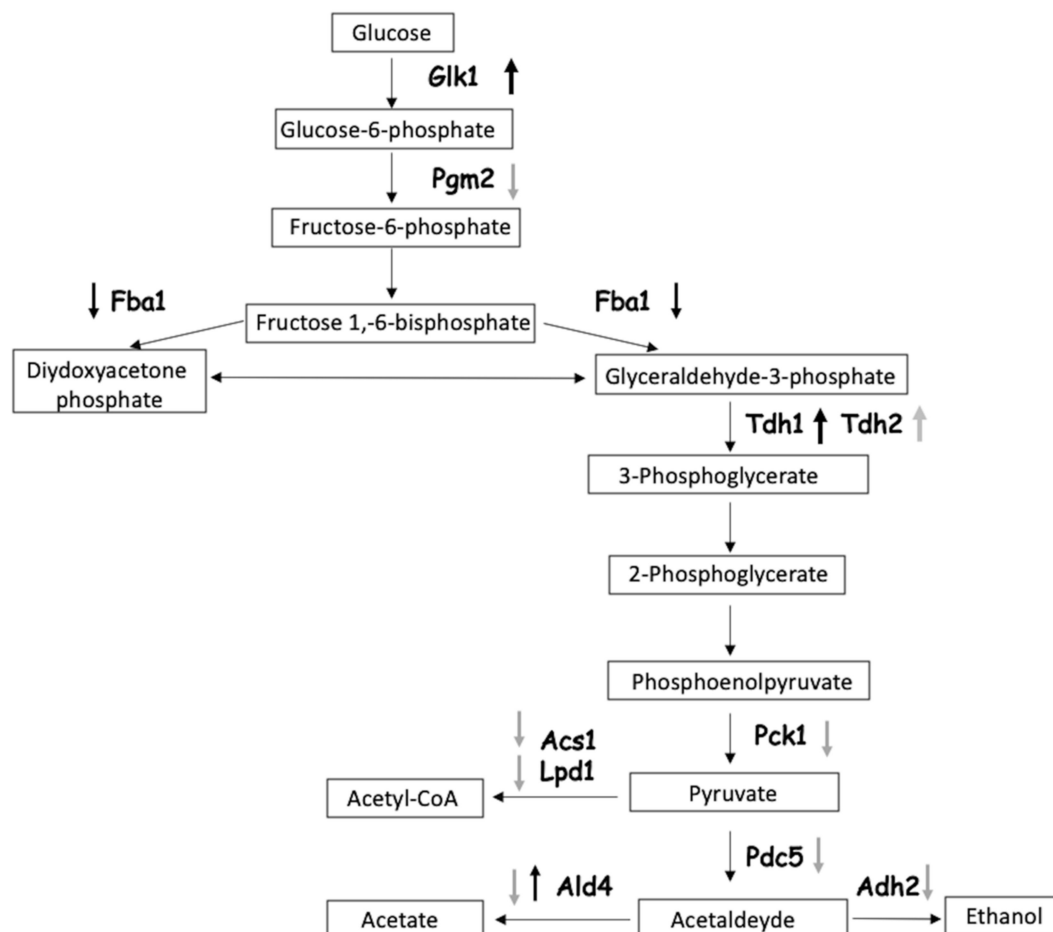 Glucose
Glk1
Glucose-6-phosphate
Pgm2
Fructose-6-phosphate
Fba1
Fba1
Fructose 1,-6-bisphosphate
Diydoxyacetone
phosphate
Glyceraldehyde-3-phosphate
Tdh1 Tdh2
3-Phosphoglycerate
2-Phosphoglycerate
Phosphoenolpyruvate
Acs1
Lpd1
Pck1
Acetyl-CoA
Pyruvate
Pdc5
Ald4
Adh2
Acetate
Acetaldeyde
Ethanol